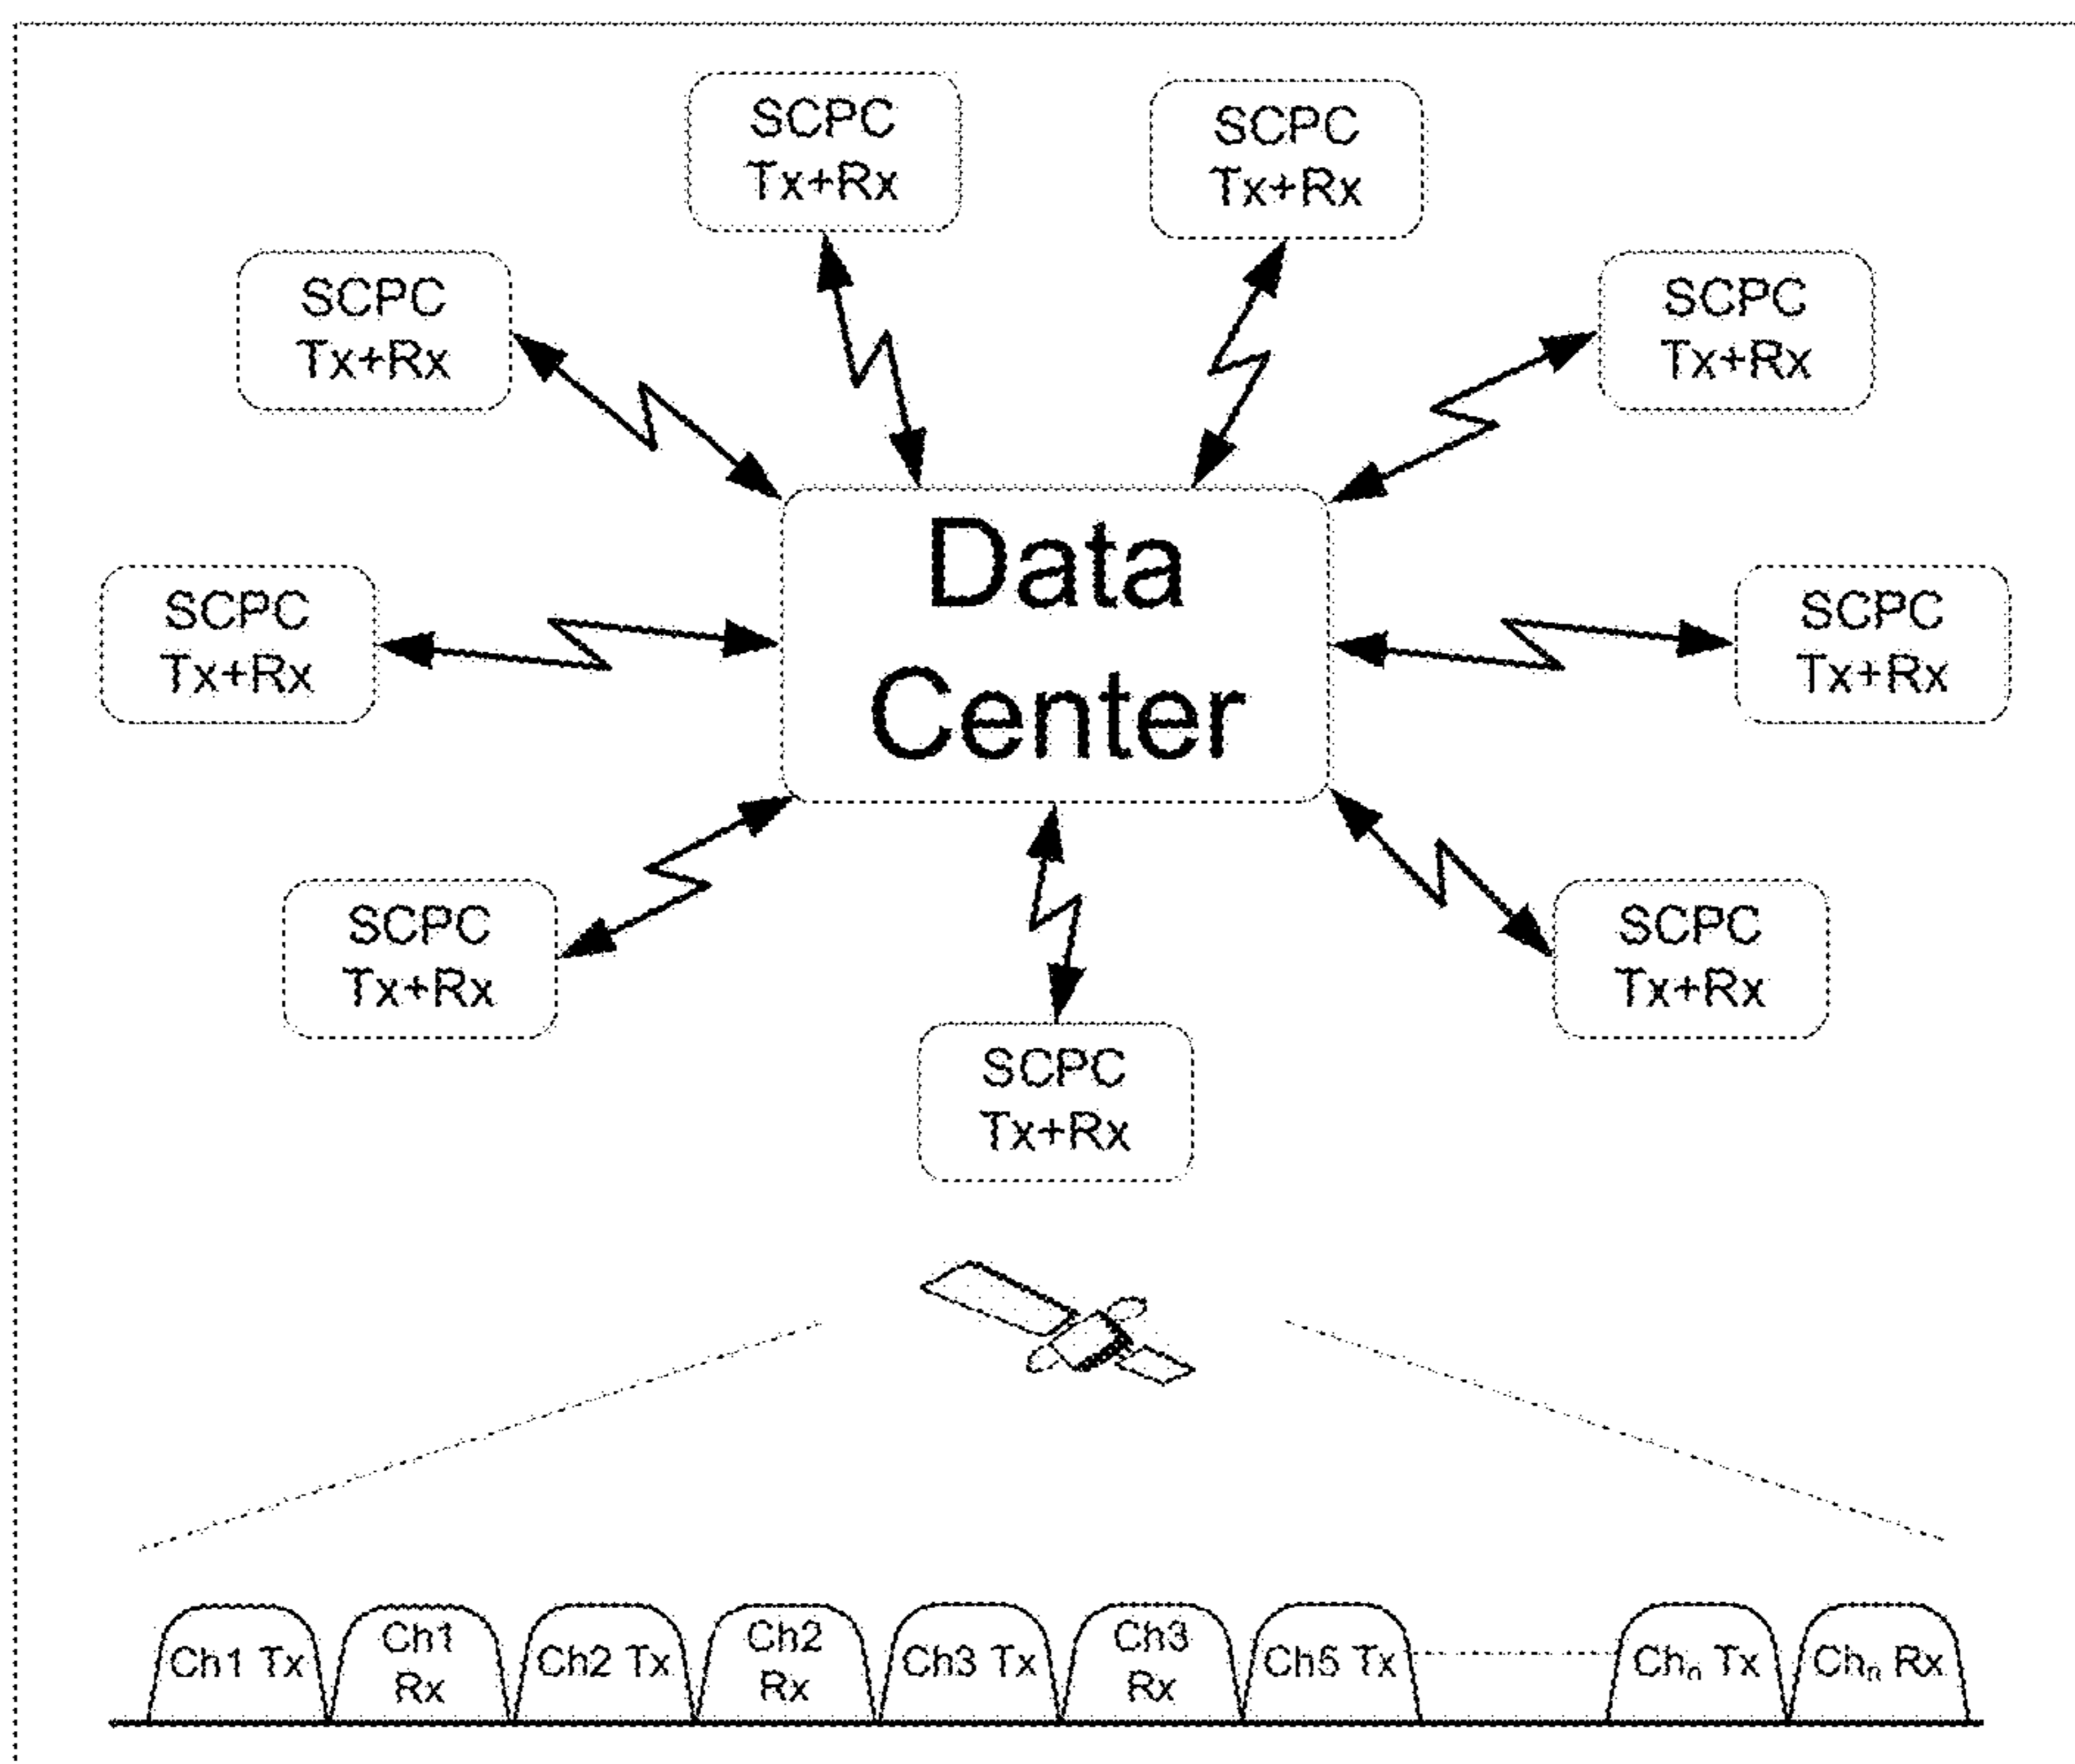 SCPC
Tx+Rx
SCPC
Tx+Rx
SCPC
Tx+Rx
SCPC
Tx+Rx
Data
Center
SCPC
Tx+Rx
SCPC
Tx+Rx
SCPC
Tx+Rx
SCPC
Tx+Rx
SCPC
Tx+Rx
Ch1 Tx
Ch1
Rx
Ch2 Tx
Ch2
Rx
Ch3 Tx
Ch3
Rx
Ch5 Tx
Chn Tx
Chn Rx